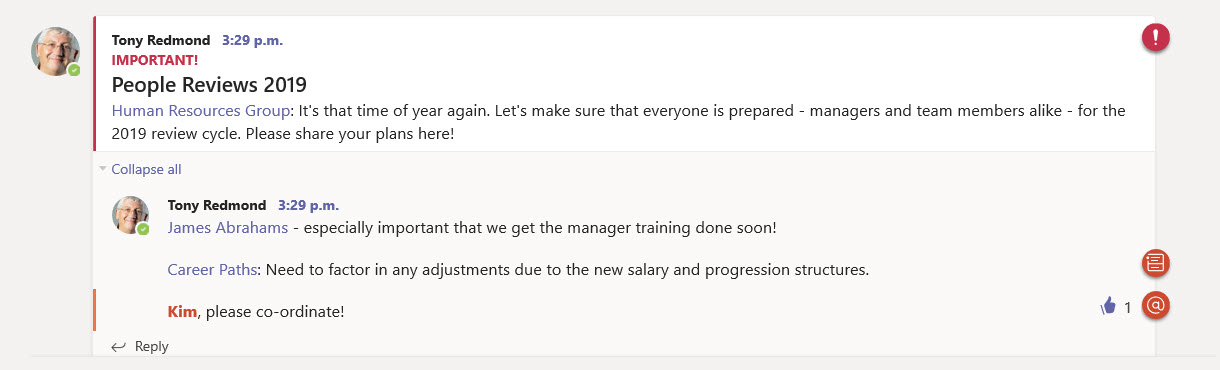 Tony Redmond 3:29 p.m.
IMPORTANT!
People Reviews 2019
Human Resources Group: It's that time of year again. Let's make sure that everyone is prepared - managers and team members alike - for the
2019 review cycle. Please share your plans here!
Collapse all
Tony Redmond 3:29 p.m.
James Abrahams - especially important that we get the manager training done soon!
Career Paths: Need to factor in any adjustments due to the new salary and progression structures.
Kim, please co-ordinate!
1
@
Reply